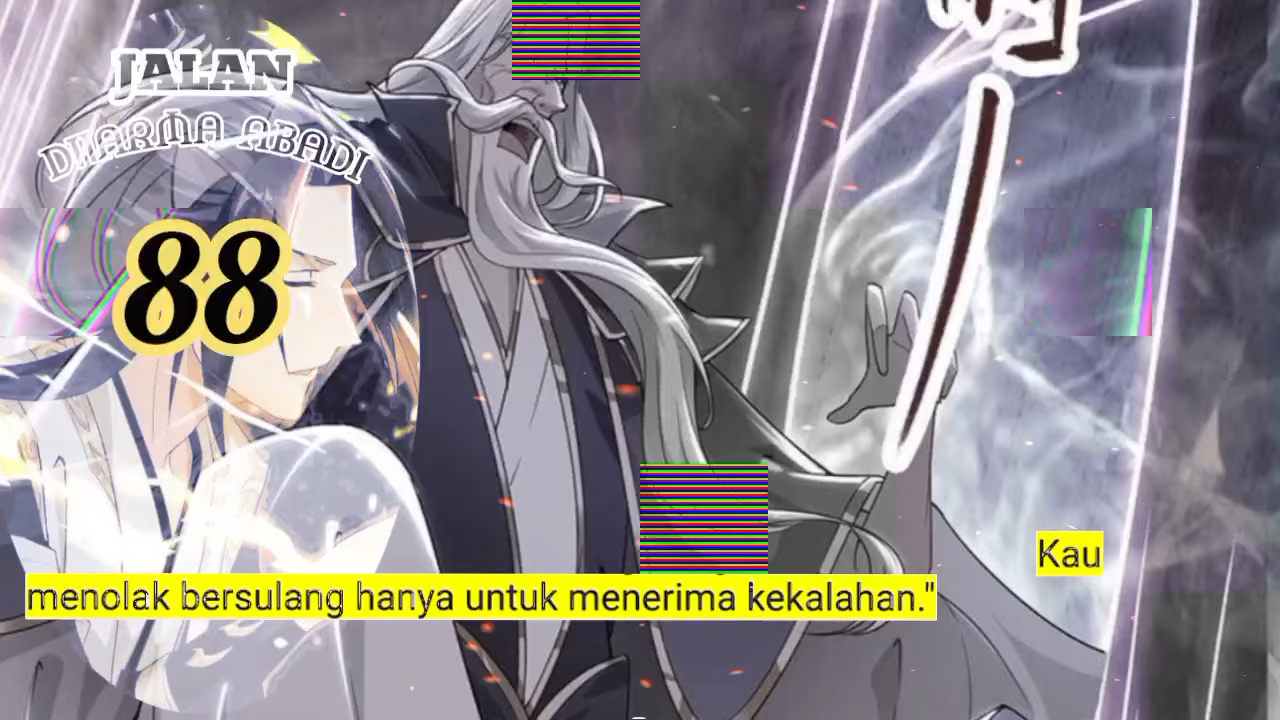 JALAN
DHARMA ABADI
88
Kau
menolak bersulang hanya untuk menerima kekalahan."